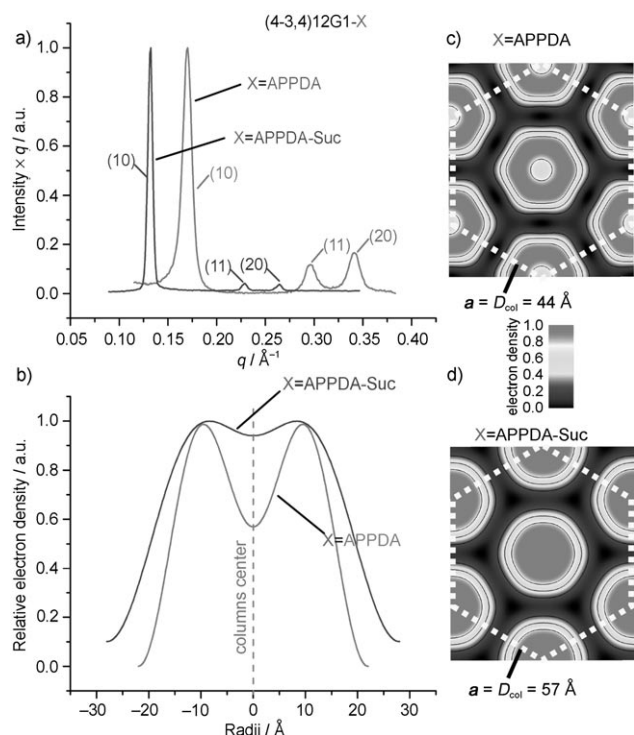 (4-3,4)12G1-X
a)
X=APPDA
X=APPDA-Suc
(10)
(10)
(11)
(20)
(11)
(20)
Intensity × q / a.u.
1.0
0.8
0.6
0.4
0.2
0.0
0.05 0.10 0.15 0.20 0.25 0.30 0.35 0.40
q / Å⁻¹
b)
X=APPDA-Suc
X=APPDA
columns center
Relative electron density / a.u.
1.0
0.8
0.6
0.4
0.2
0.0
−30 −20 −10 0 10 20 30
Radii / Å
c)
X=APPDA
a = Dcol = 44 Å
electron density
1.0
0.8
0.6
0.4
0.2
0.0
d)
X=APPDA-Suc
a = Dcol = 57 Å